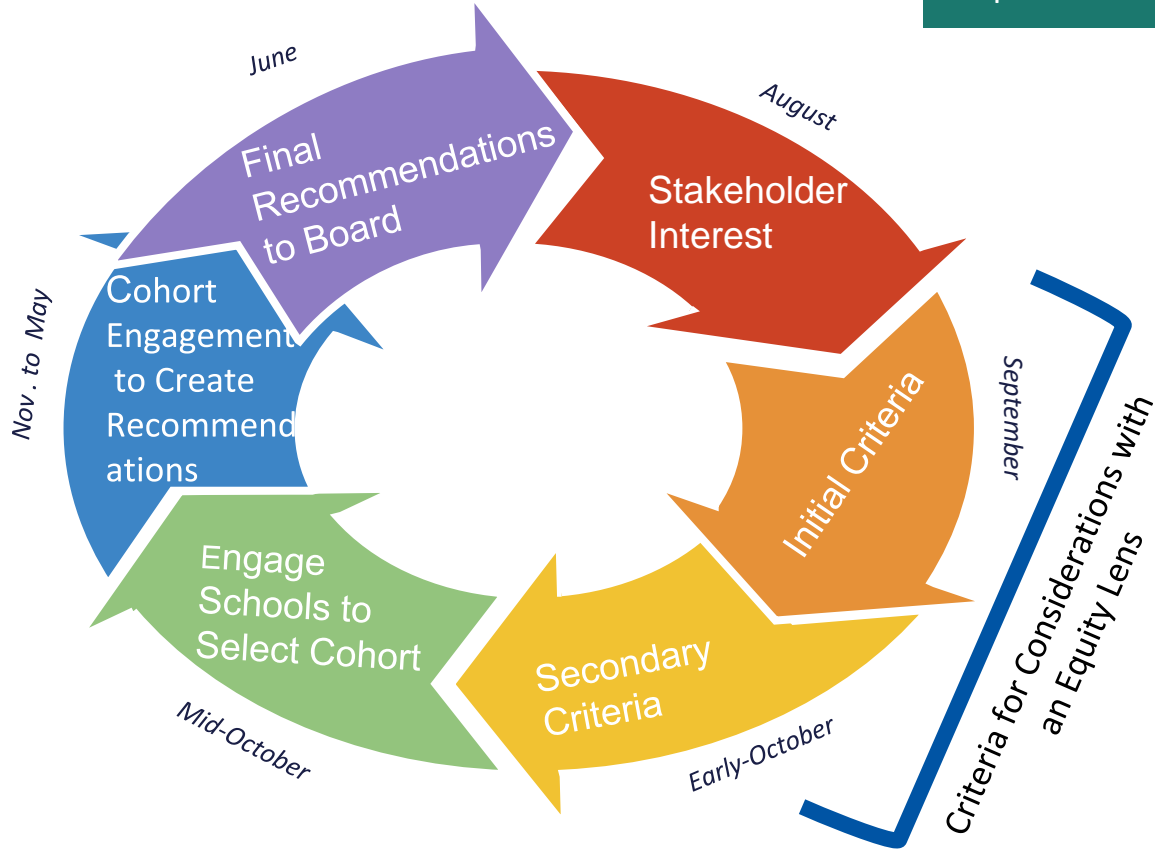 June
Final
Recommendations
to Board
August
Stakeholder
Interest
September
Initial Criteria
Criteria for Considerations with
an Equity Lens
Early-October
Secondary
Criteria
Mid-October
Engage
Schools to
Select Cohort
Nov. to May
Cohort
Engagement
to Create
Recommend
ations